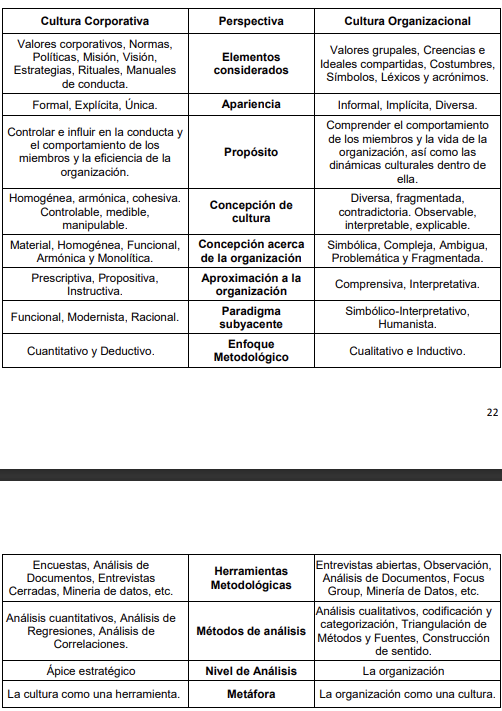 Cultura Corporativa Perspectiva Cultura Organizacional
Valores corporativos, Normas,
Políticas, Misión, Visión,
Estrategias, Rituales, Manuales
de conducta.
Elementos
considerados
Valores grupales, Creencias e
Ideales compartidas, Costumbres,
Símbolos, Léxicos y acrónimos.
Formal, Explícita, Única. Apariencia Informal, Implícita, Diversa.
Controlar e influir en la conducta y
el comportamiento de los
miembros y la eficiencia de la
organización.
Propósito
Comprender el comportamiento
de los miembros y la vida de la
organización, así como las
dinámicas culturales dentro de
ella.
Homogénea, armónica, cohesiva.
Controlable, medible,
manipulable.
Concepción de
cultura
Diversa, fragmentada,
contradictoria. Observable,
interpretable, explicable.
Material, Homogénea, Funcional,
Armónica y Monolítica.
Concepción acerca
de la organización
Simbólica, Compleja, Ambigua,
Problemática y Fragmentada.
Prescriptiva, Propositiva,
Instructiva.
Aproximación a la
organización
Comprensiva, Interpretativa.
Funcional, Modernista, Racional.
Paradigma
subyacente
Simbólico-Interpretativo,
Humanista.
Cuantitativo y Deductivo.
Enfoque
Metodológico
Cualitativo e Inductivo.
22
Encuestas, Análisis de
Documentos, Entrevistas
Cerradas, Mineria de datos, etc.
Herramientas
Metodológicas
Entrevistas abiertas, Observación,
Análisis de Documentos, Focus
Group, Minería de Datos, etc.
Análisis cuantitativos, Análisis de
Regresiones, Análisis de
Correlaciones.
Métodos de análisis
Análisis cualitativos, codificación y
categorización, Triangulación de
Métodos y Fuentes, Construcción
de sentido.
Ápice estratégico Nivel de Análisis La organización
La cultura como una herramienta. Metáfora La organización como una cultura.